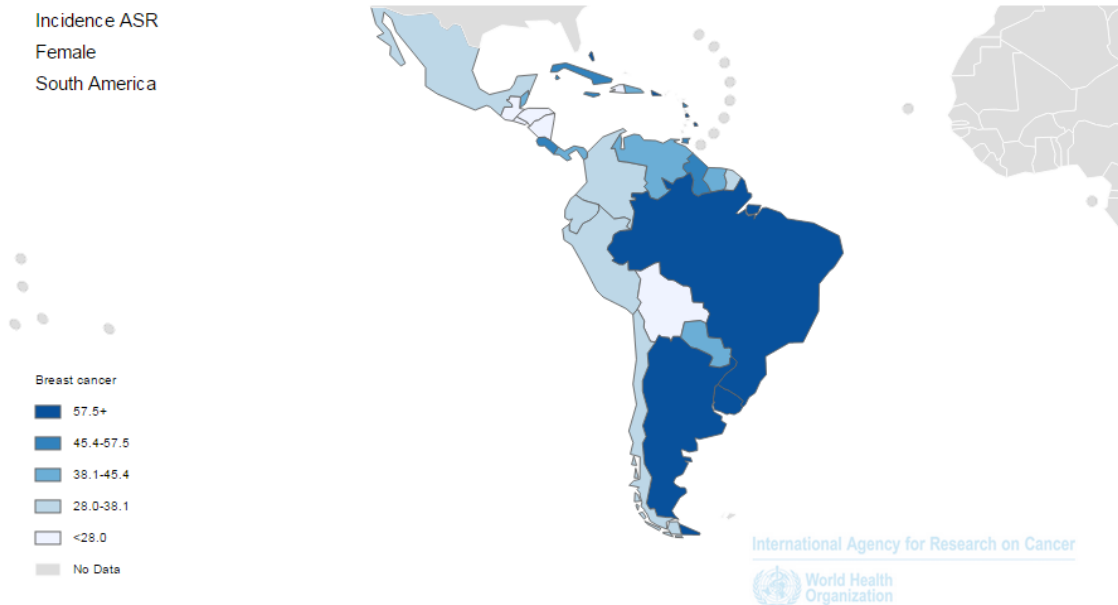 Incidence ASR
Female
South America
Breast cancer
57.5+
45.4-57.5
38.1-45.4
28.0-38.1
<28.0
No Data
International Agency for Research on Cancer
World Health
Organization